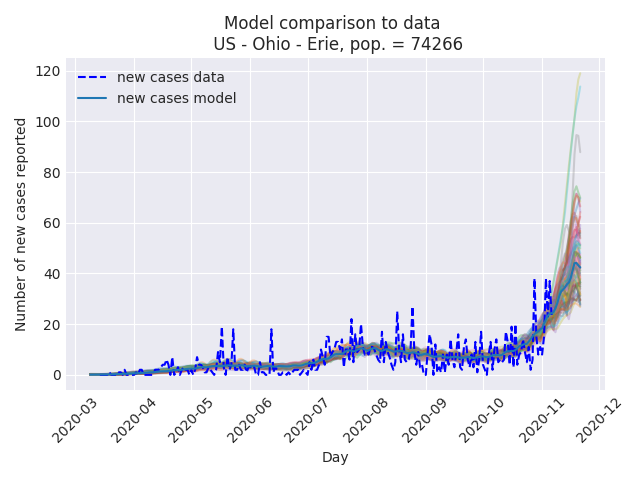 Model comparison to data
US - Ohio - Erie, pop. = 74266
new cases data
new cases model
Number of new cases reported
120
100
80
60
40
20
0
2020-03
2020-04
2020-05
2020-06
2020-07
2020-08
2020-09
2020-10
2020-11
2020-12
Day